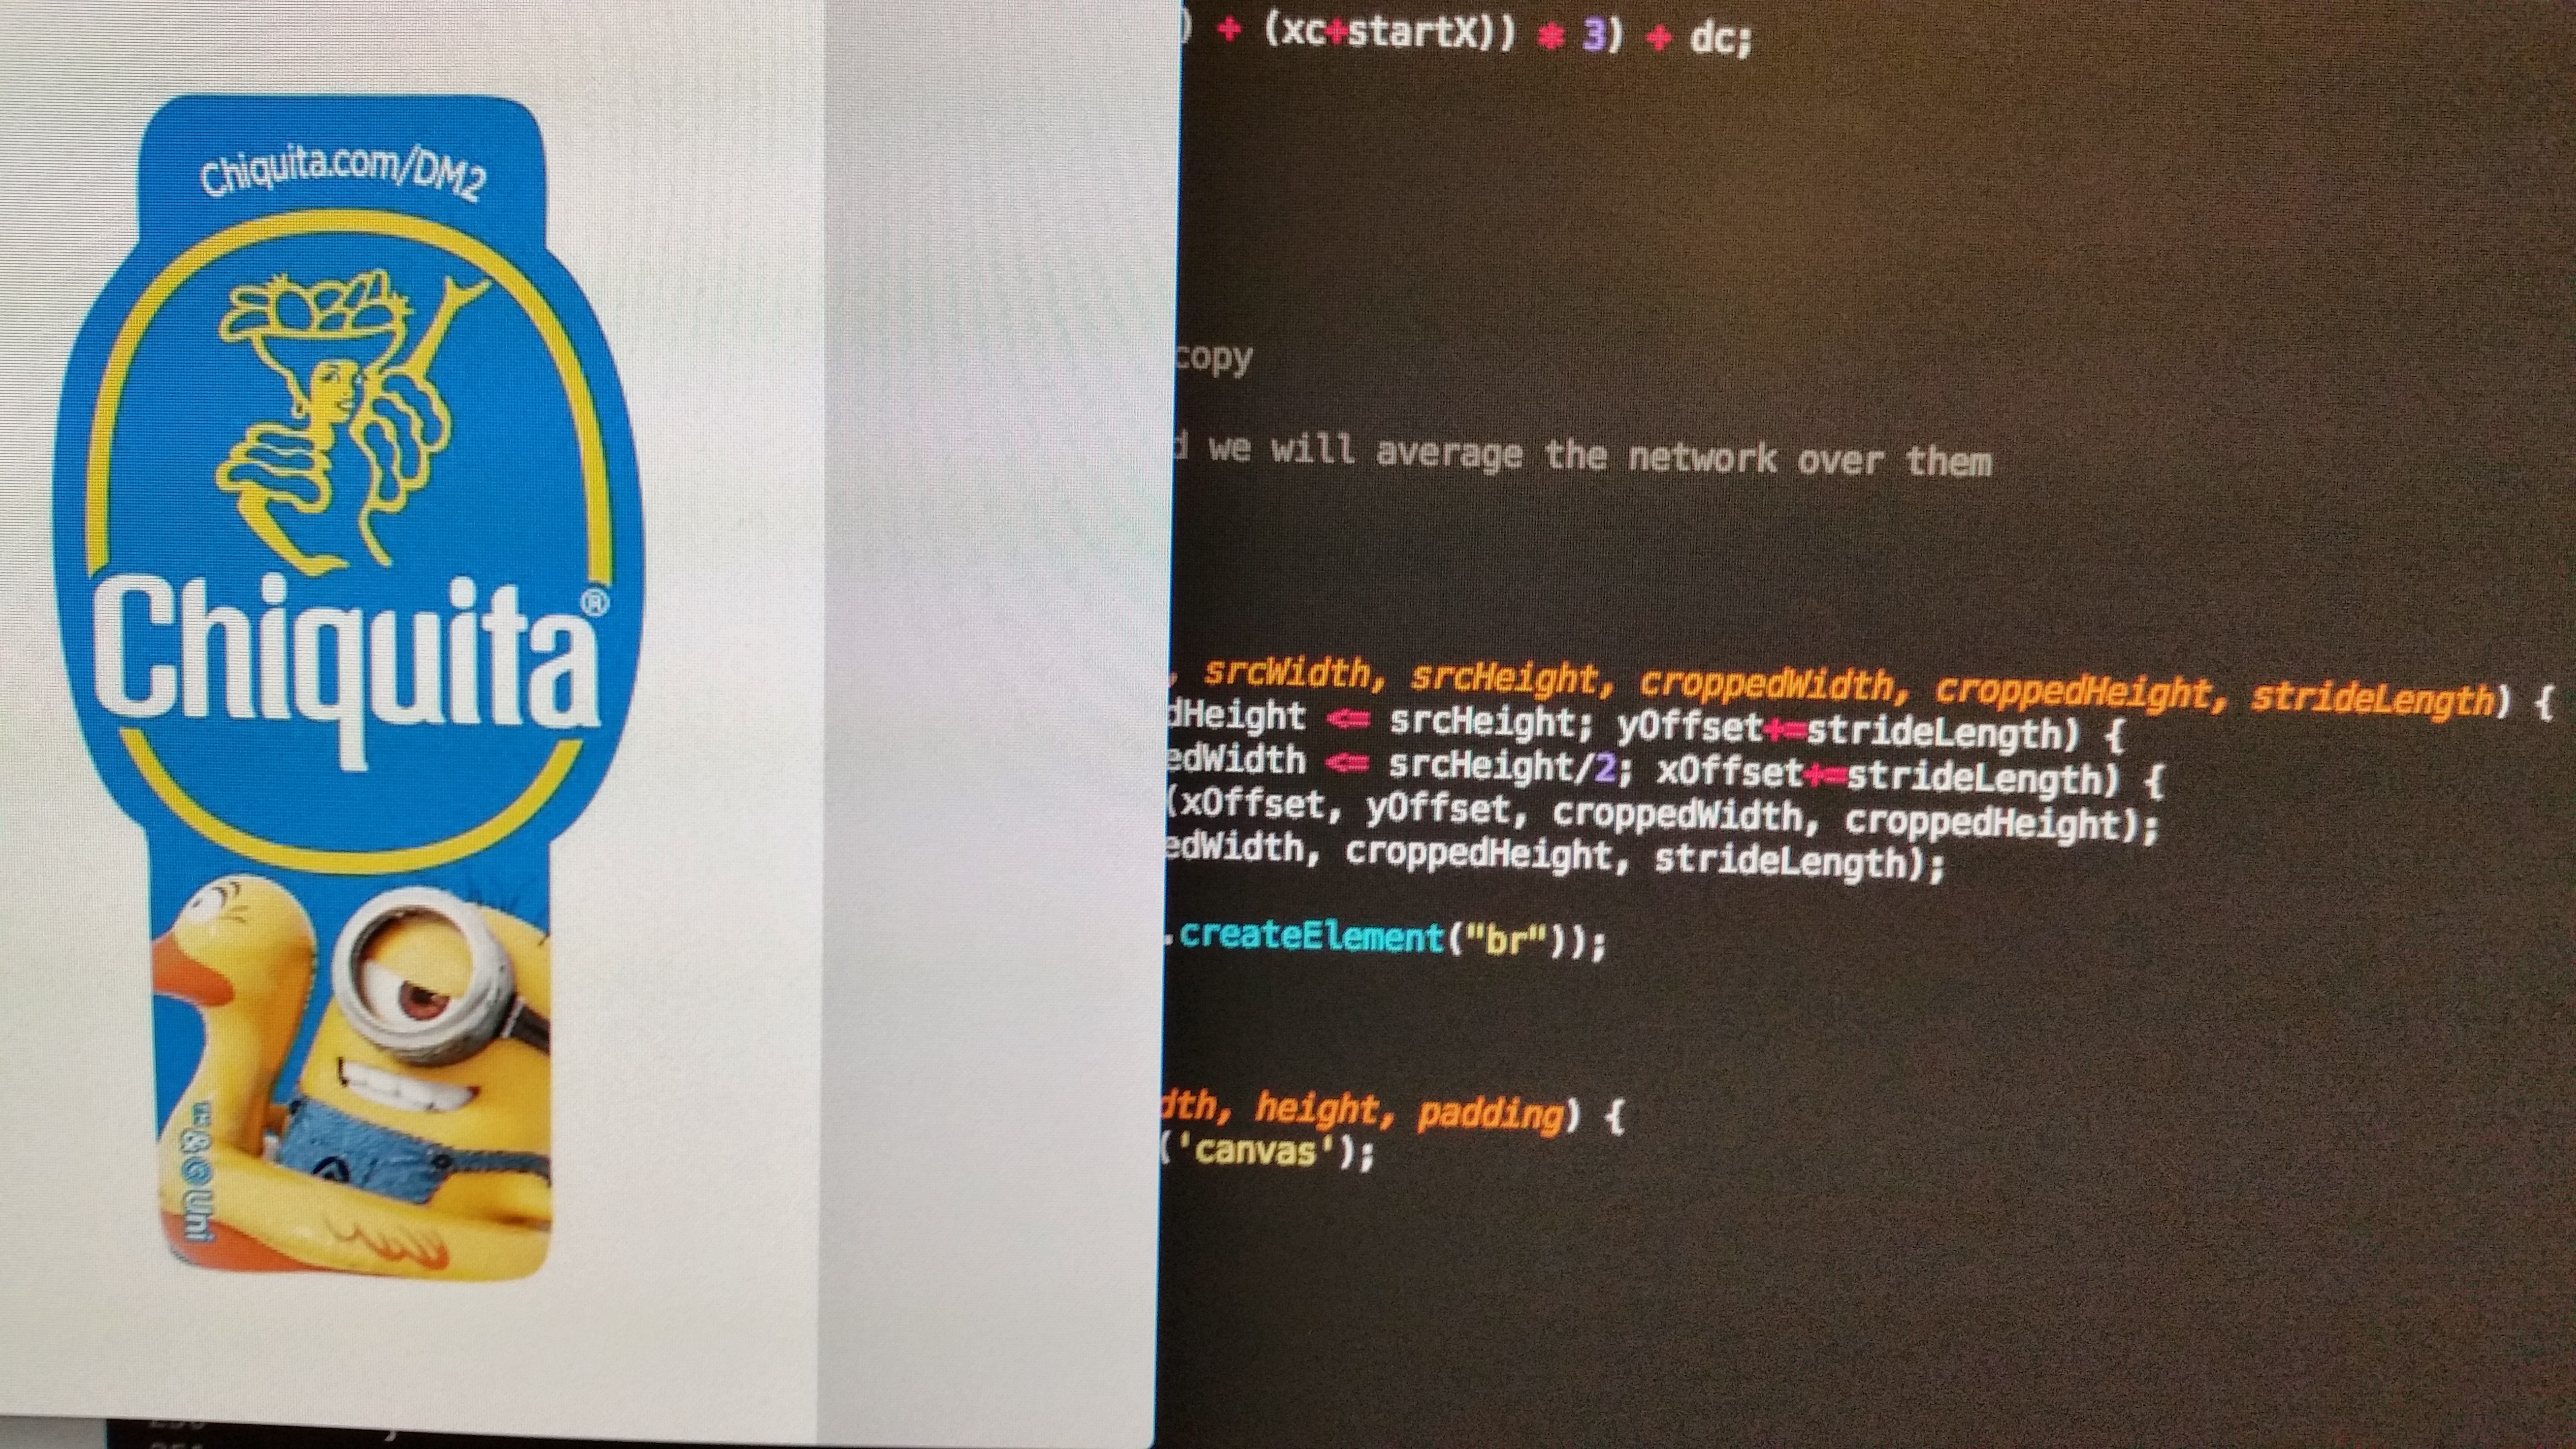 Chiquita.com/DM2
Chiquita®
TM & © Uni
) + (xc+startX)) * 3) + dc;
copy
d we will average the network over them
, srcWidth, srcHeight, croppedWidth, croppedHeight, strideLength) {
dHeight <= srcHeight; yOffset+=strideLength) {
edWidth <= srcHeight/2; xOffset+=strideLength) {
(xOffset, yOffset, croppedWidth, croppedHeight);
edWidth, croppedHeight, strideLength);
.createElement("br"));
dth, height, padding) {
('canvas');